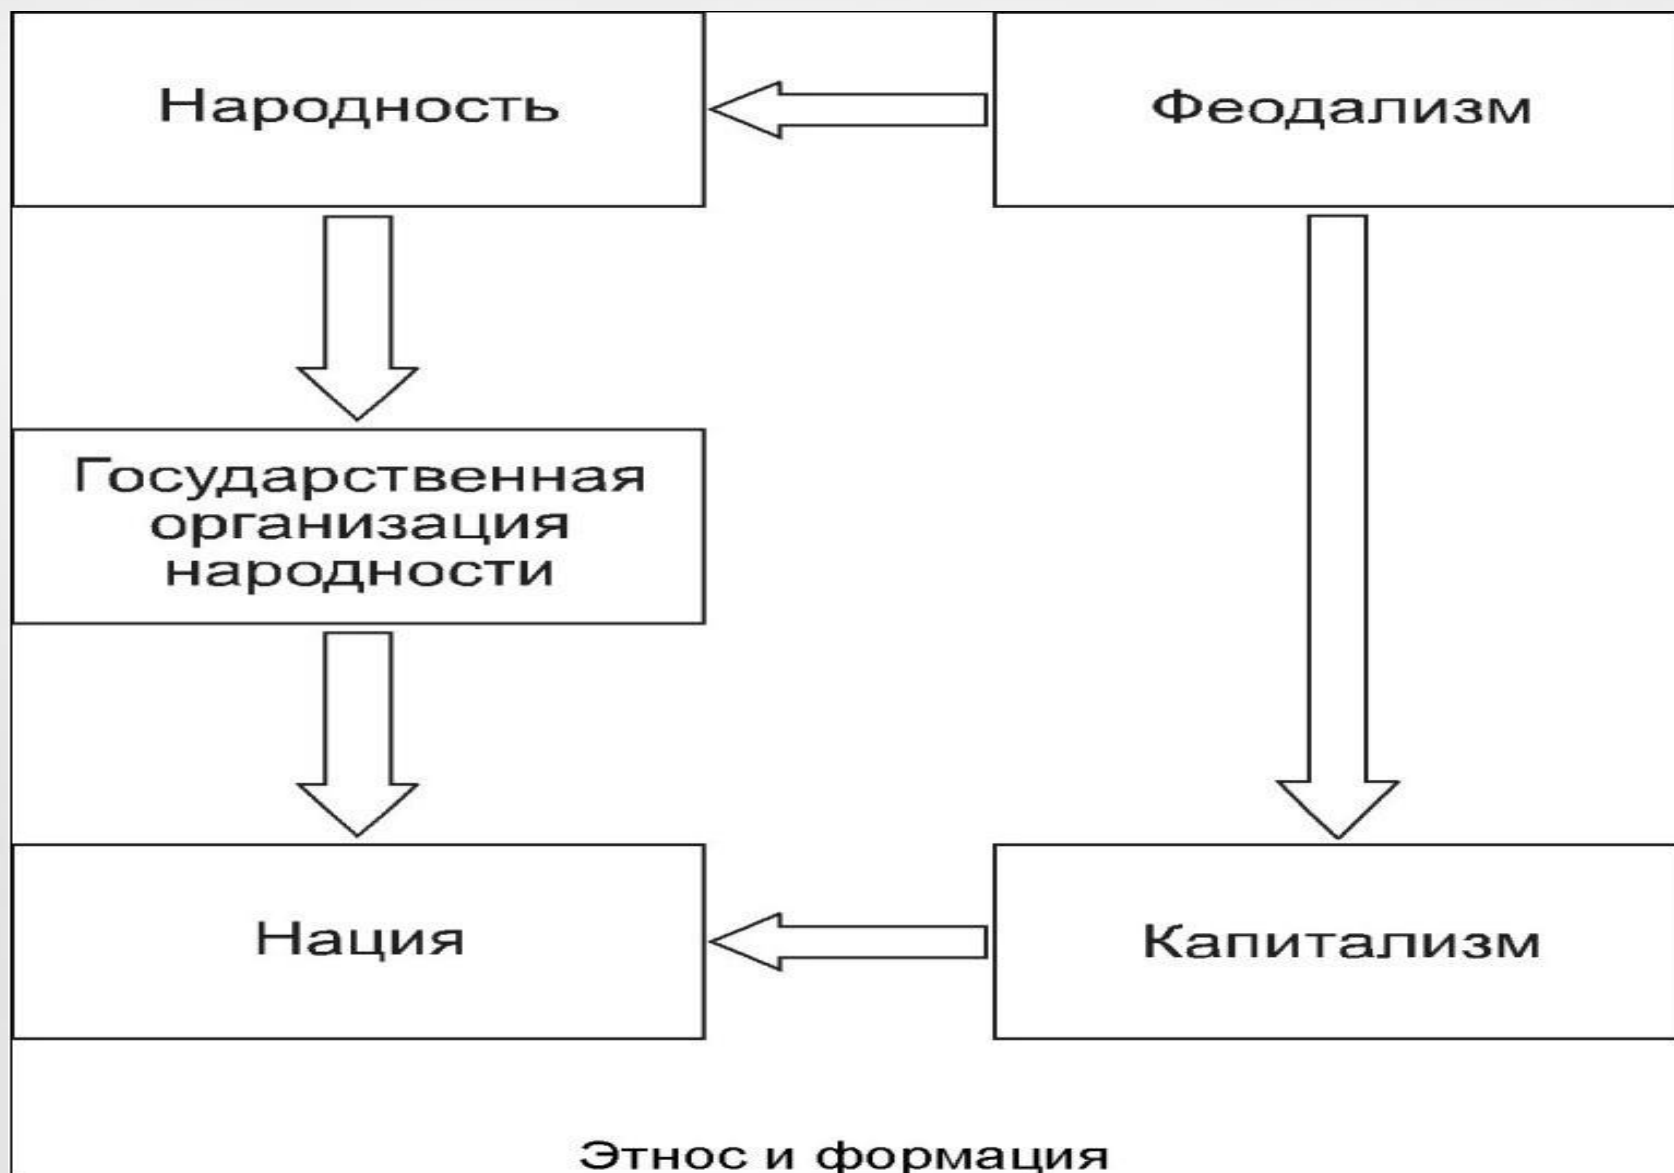 Народность
Феодализм
Государственная
организация
народности
Нация
Капитализм
Этнос и формация